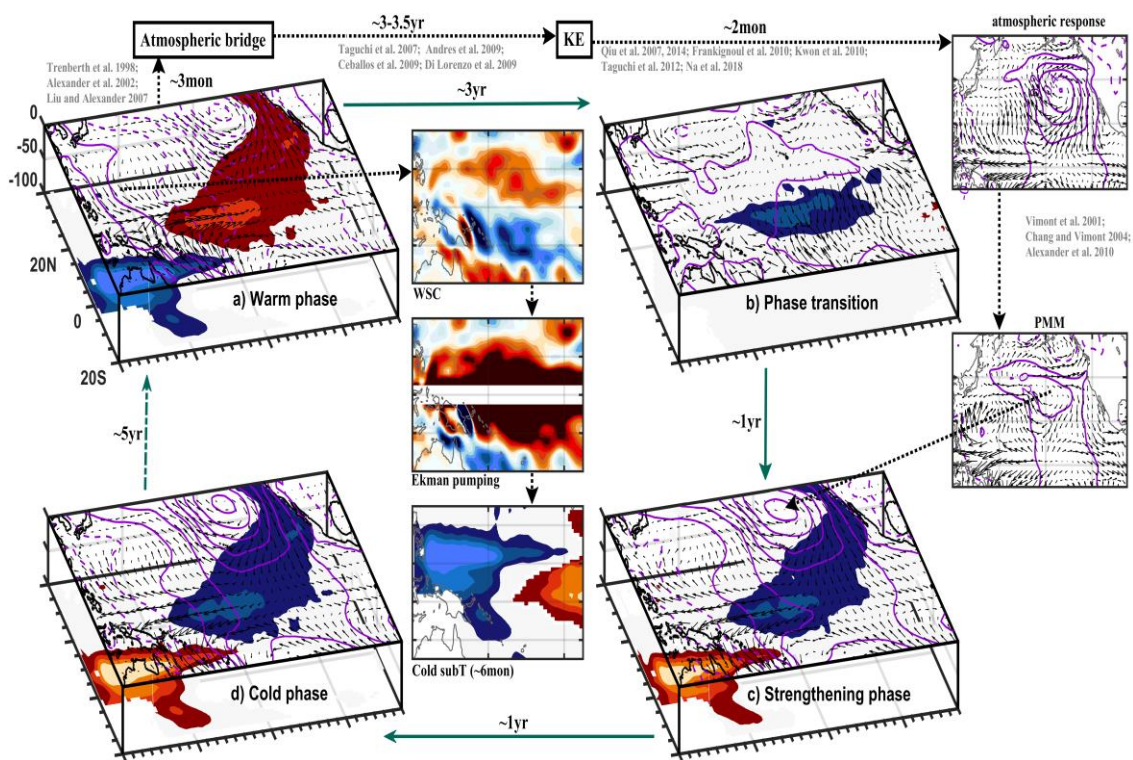 ~3-3.5yr
~2mon
atmospheric response
Atmospheric bridge
KE
Taguchi et al. 2007; Andres et al. 2009;
Ceballos et al. 2009; Di Lorenzo et al. 2009
Qiu et al. 2007, 2014; Frankignoul et al. 2010; Kwon et al. 2010;
Taguchi et al. 2012; Na et al. 2018
Trenberth et al. 1998;
Alexander et al. 2002;
Liu and Alexander 2007
~3mon
~3yr
0
-50
-100
20N
0
20S
a) Warm phase
WSC
b) Phase transition
Vimont et al. 2001;
Chang and Vimont 2004;
Alexander et al. 2010
PMM
~5yr
Ekman pumping
~1yr
d) Cold phase
Cold subT (~6mon)
c) Strengthening phase
~1yr